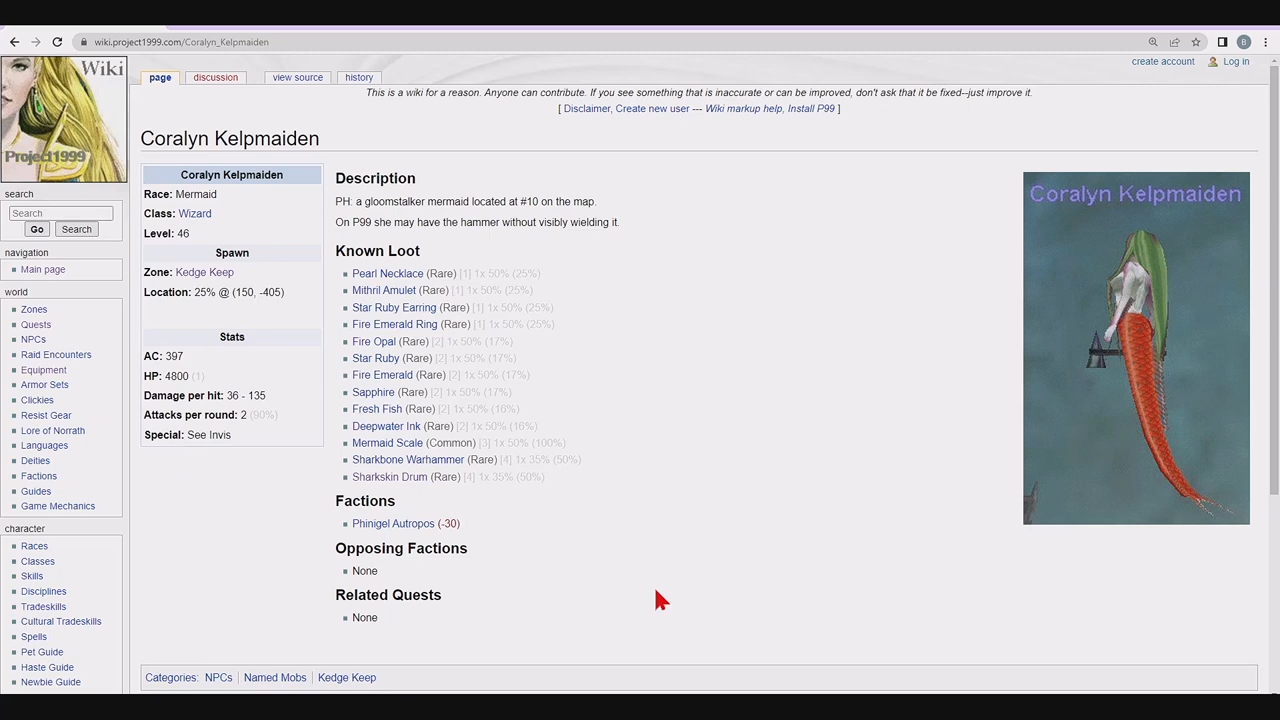 wiki.project1999.com/Coralyn_Kelpmaiden
B
create account Log in
Wiki
Project1999
page discussion view source history
This is a wiki for a reason. Anyone can contribute. If you see something that is inaccurate or can be improved, don't ask that it be fixed--just improve it.
[ Disclaimer, Create new user --- Wiki markup help, Install P99 ]
Coralyn Kelpmaiden
search
Search
Go Search
navigation
Main page
world
Zones
Quests
NPCs
Raid Encounters
Equipment
Armor Sets
Clickies
Resist Gear
Lore of Norrath
Languages
Deities
Factions
Guides
Game Mechanics
character
Races
Classes
Skills
Disciplines
Tradeskills
Cultural Tradeskills
Spells
Pet Guide
Haste Guide
Newbie Guide
Coralyn Kelpmaiden
Race: Mermaid
Class: Wizard
Level: 46
Spawn
Zone: Kedge Keep
Location: 25% @ (150, -405)
Stats
AC: 397
HP: 4800 (1)
Damage per hit: 36 - 135
Attacks per round: 2 (90%)
Special: See Invis
Description
PH: a gloomstalker mermaid located at #10 on the map.
On P99 she may have the hammer without visibly wielding it.
Known Loot
Pearl Necklace (Rare) [1] 1x 50% (25%)
Mithril Amulet (Rare) [1] 1x 50% (25%)
Star Ruby Earring (Rare) [1] 1x 50% (25%)
Fire Emerald Ring (Rare) [1] 1x 50% (25%)
Fire Opal (Rare) [2] 1x 50% (17%)
Star Ruby (Rare) [2] 1x 50% (17%)
Fire Emerald (Rare) [2] 1x 50% (17%)
Sapphire (Rare) [2] 1x 50% (17%)
Fresh Fish (Rare) [2] 1x 50% (16%)
Deepwater Ink (Rare) [2] 1x 50% (16%)
Mermaid Scale (Common) [3] 1x 50% (100%)
Sharkbone Warhammer (Rare) [4] 1x 35% (50%)
Sharkskin Drum (Rare) [4] 1x 35% (50%)
Factions
Phinigel Autropos (-30)
Opposing Factions
None
Related Quests
None
Coralyn Kelpmaiden
Categories: NPCs Named Mobs Kedge Keep